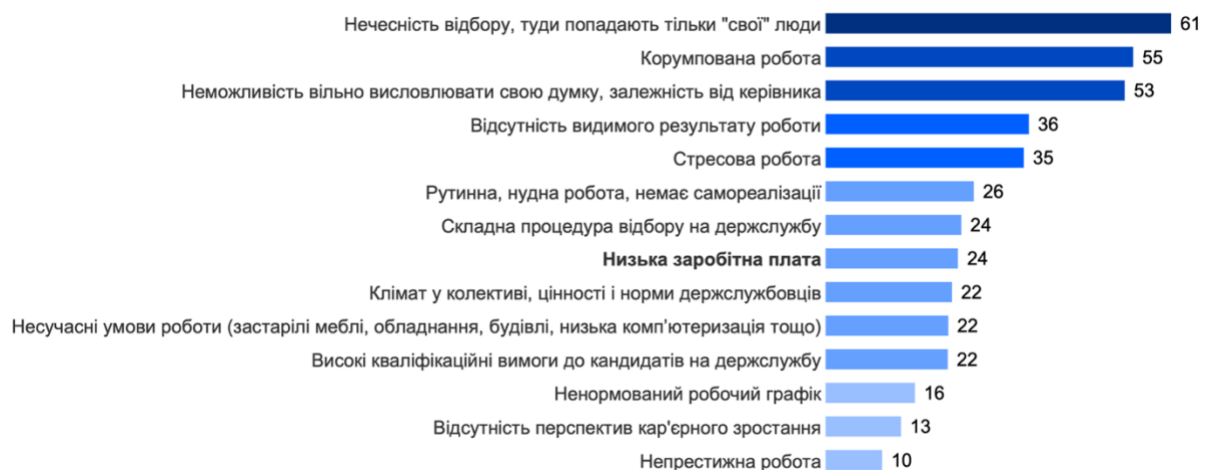 Нечесність відбору, туди попадають тільки "свої" люди 61
Корумпована робота 55
Неможливість вільно висловлювати свою думку, залежність від керівника 53
Відсутність видимого результату роботи 36
Стресова робота 35
Рутинна, нудна робота, немає самореалізації 26
Складна процедура відбору на держслужбу 24
Низька заробітна плата 24
Клімат у колективі, цінності і норми держслужбовців 22
Несучасні умови роботи (застарілі меблі, обладнання, будівлі, низька комп'ютеризація тощо) 22
Високі кваліфікаційні вимоги до кандидатів на держслужбу 22
Ненормований робочий графік 16
Відсутність перспектив кар'єрного зростання 13
Непрестижна робота 10